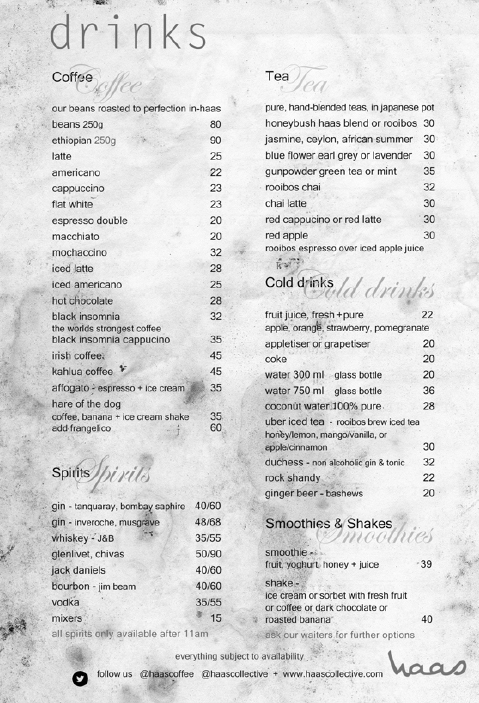 drinks
Coffee Coffee
our beans roasted to perfection in-haas
beans 250g 80
ethiopian 250g 90
latte 25
americano 22
cappuccino 23
flat white 23
espresso double 20
macchiato 20
mochaccino 32
iced latte 28
iced americano 25
hot chocolate 28
black insomnia 32
the worlds strongest coffee
black insomnia cappuccino 35
irish coffee 45
kahlua coffee 45
affogato - espresso + ice cream 35
hare of the dog
coffee, banana + ice cream shake 35
add frangelico 60
Spirits Spirits
gin - tanquaray, bombay saphire 40/60
gin - inveroche, musgrave 48/68
whiskey - J&B 35/55
glenlivet, chivas 50/90
jack daniels 40/60
bourbon - jim beam 40/60
vodka 35/55
mixers 15
all spirits only available after 11am
Tea Tea
pure, hand-blended teas, in japanese pot
honeybush haas blend or rooibos 30
jasmine, ceylon, african summer 30
blue flower earl grey or lavender 30
gunpowder green tea or mint 35
rooibos chai 32
chai latte 30
red cappucino or red latte 30
red apple 30
rooibos espresso over iced apple juice
Cold drinks Cold drinks
fruit juice, fresh +pure 22
apple, orange, strawberry, pomegranate
appletiser or grapetiser 20
coke 20
water 300 ml glass bottle 20
water 750 ml glass bottle 36
coconut water 100% pure 28
uber iced tea - rooibos brew iced tea
honey/lemon, mango/vanilla, or
apple/cinnamon 30
duchess - non alcoholic gin & tonic 32
rock shandy 22
ginger beer - bashews 20
Smoothies & Shakes Smoothies
smoothie -
fruit, yoghurt, honey + juice 39
shake -
ice cream or sorbet with fresh fruit
or coffee or dark chocolate or
roasted banana 40
ask our waiters for further options
everything subject to availability
follow us @haascoffee @haascollective + www.haascollective.com
haas